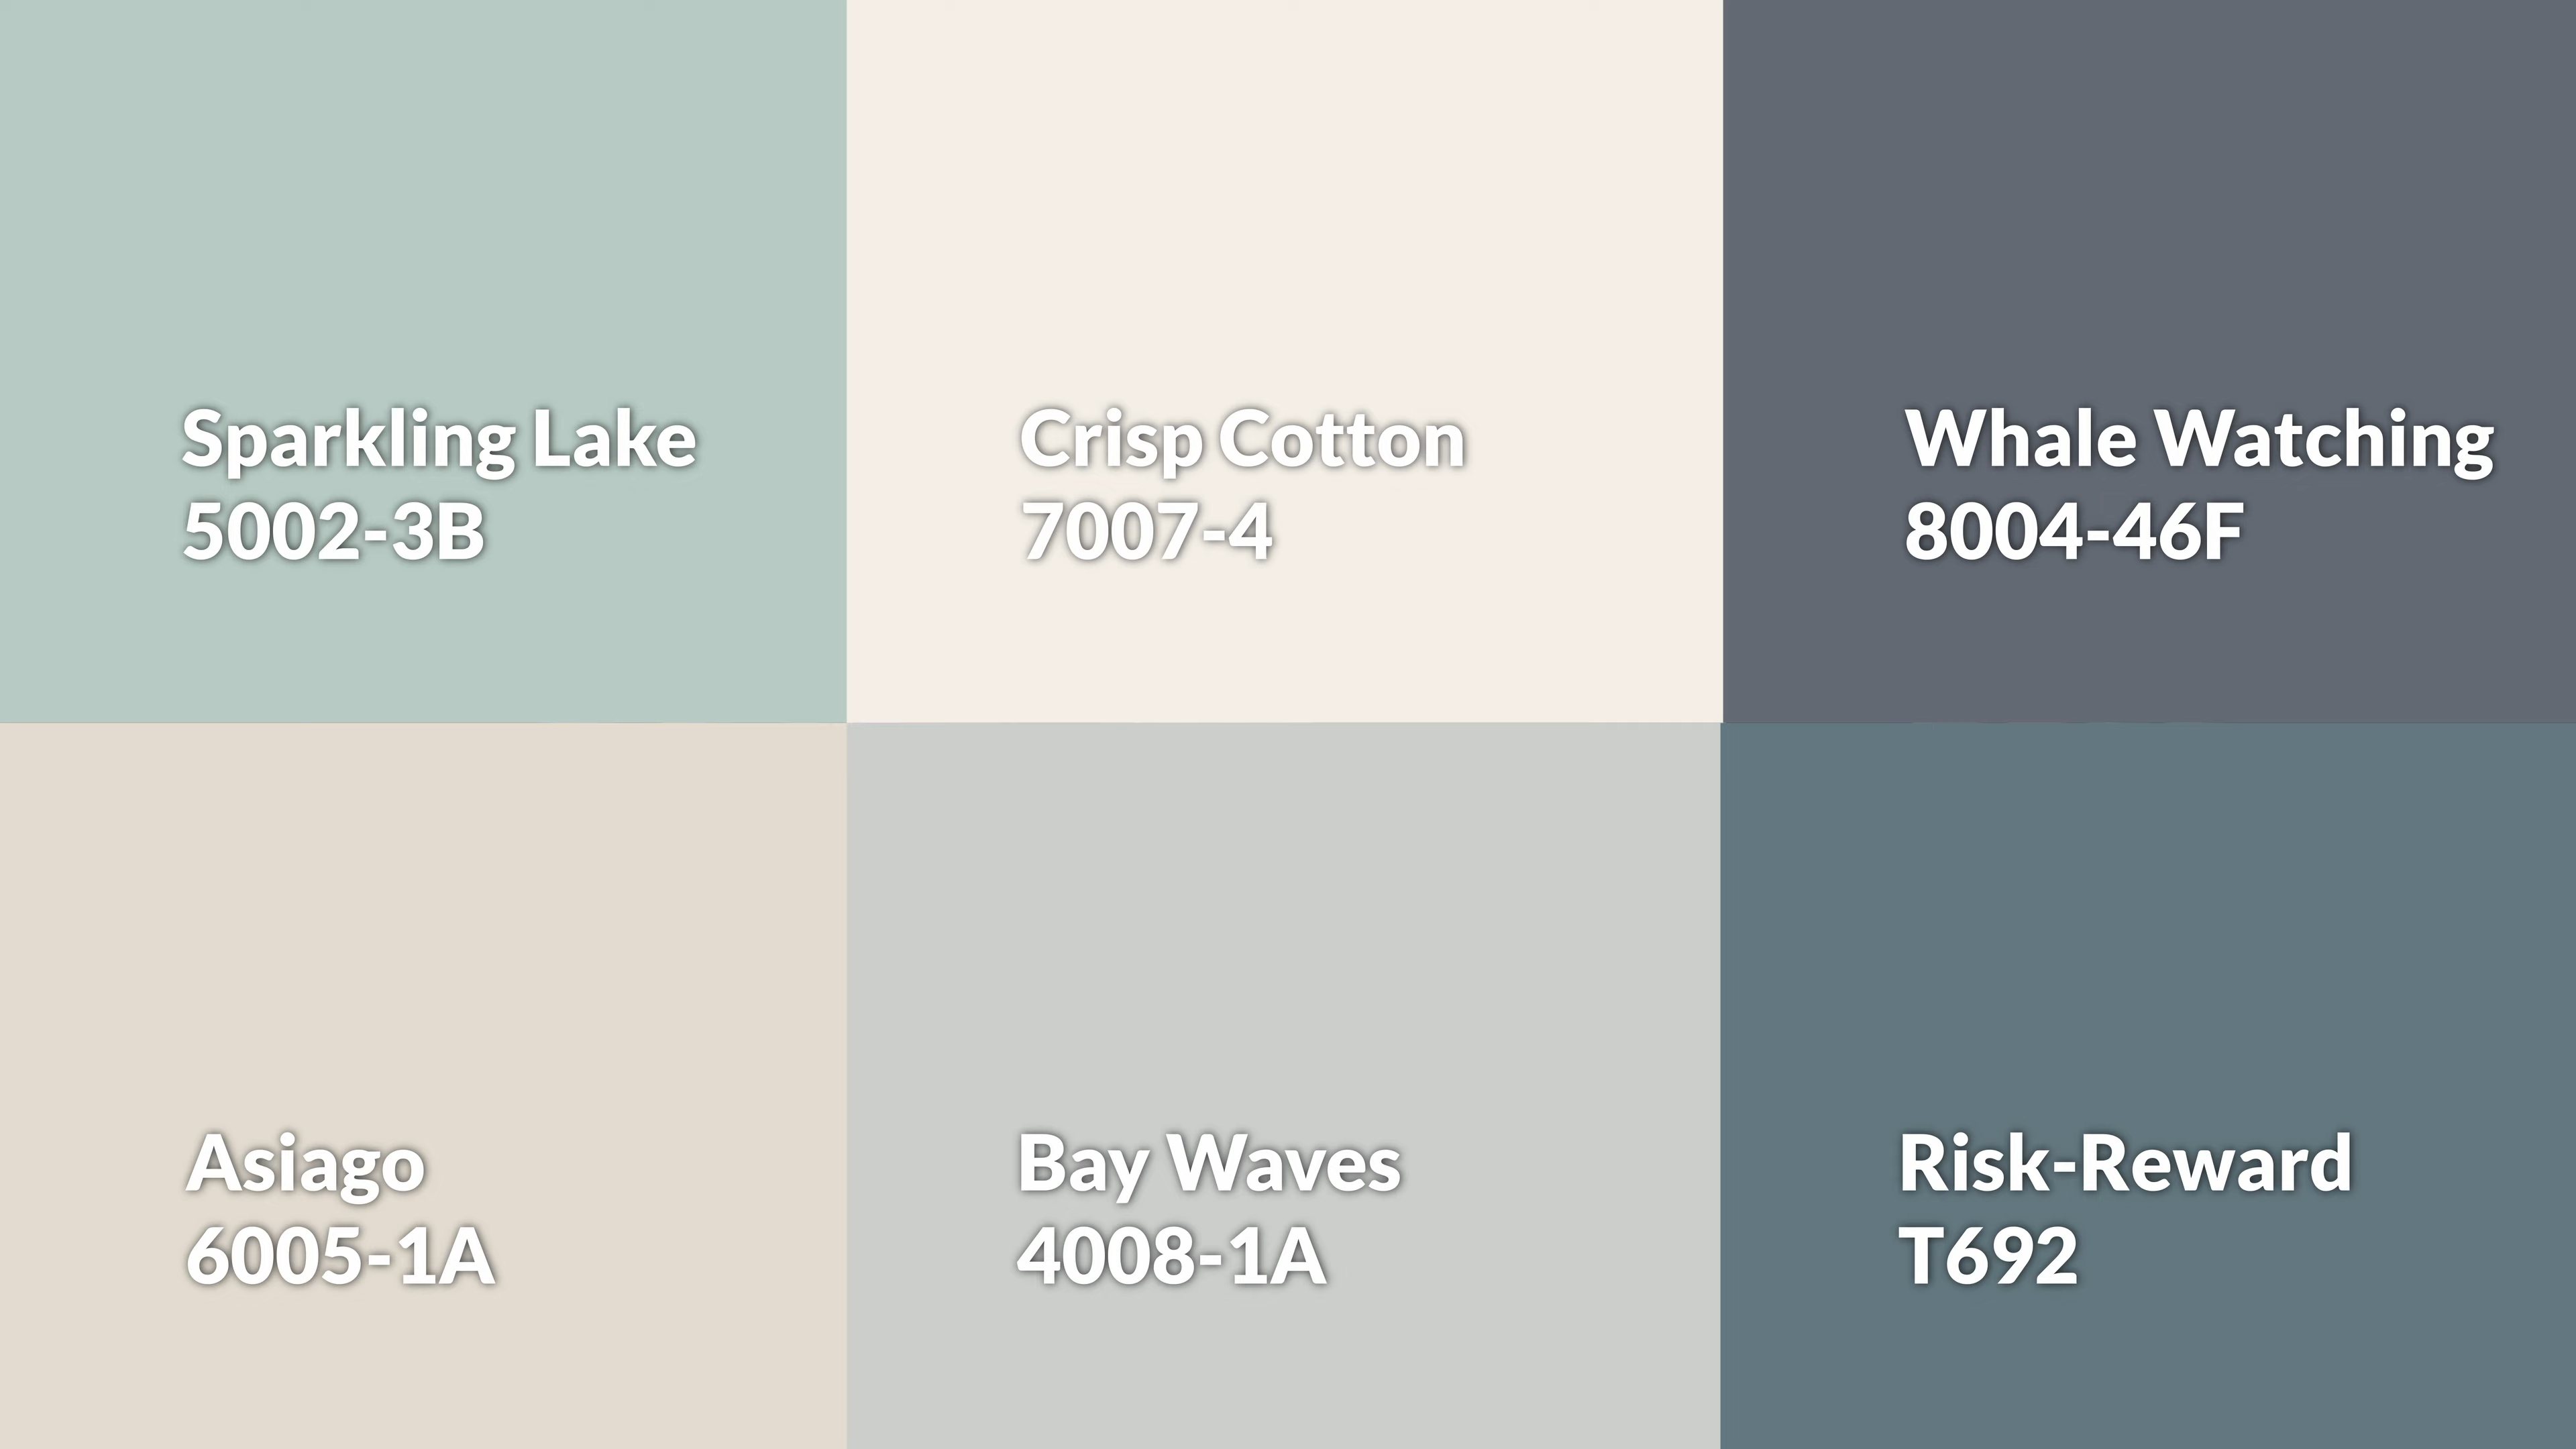 Sparkling Lake
5002-3B
Crisp Cotton
7007-4
Whale Watching
8004-46F
Asiago
6005-1A
Bay Waves
4008-1A
Risk-Reward
T692